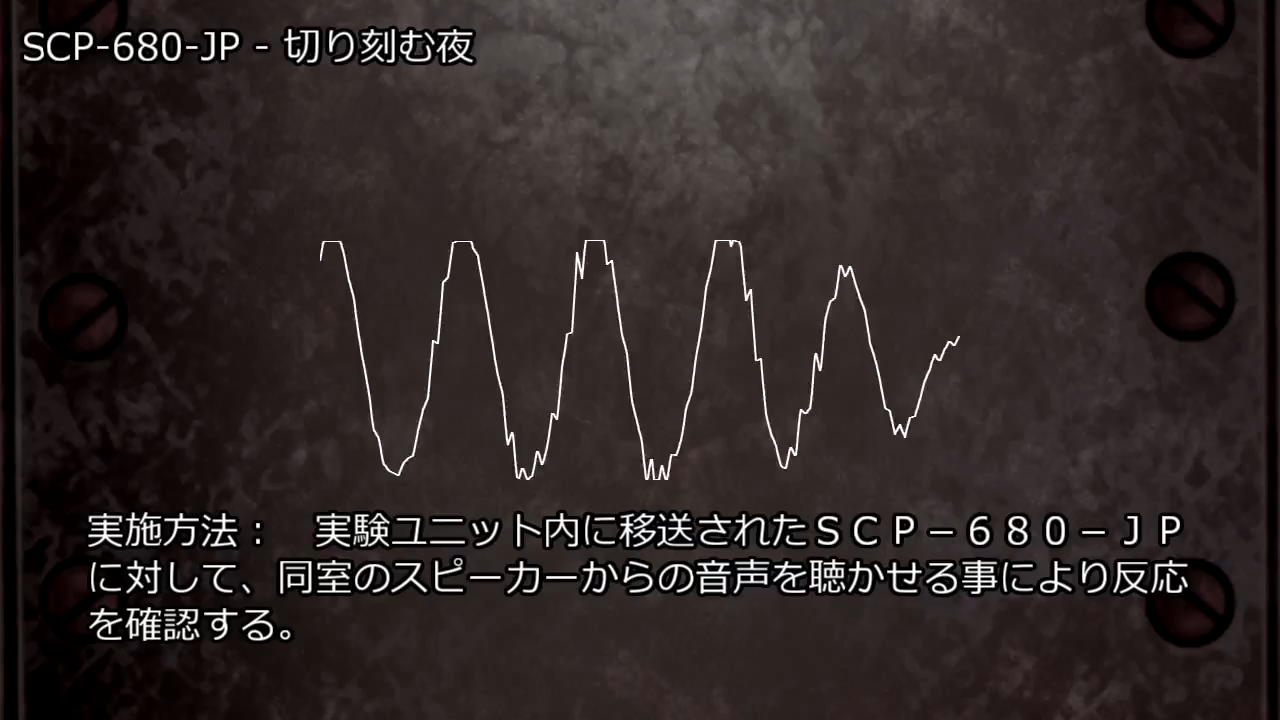 SCP-680-JP - 切り刻む夜
実施方法：　実験ユニット内に移送されたＳＣＰ－６８０－ＪＰ
に対して、同室のスピーカーからの音声を聴かせる事により反応
を確認する。